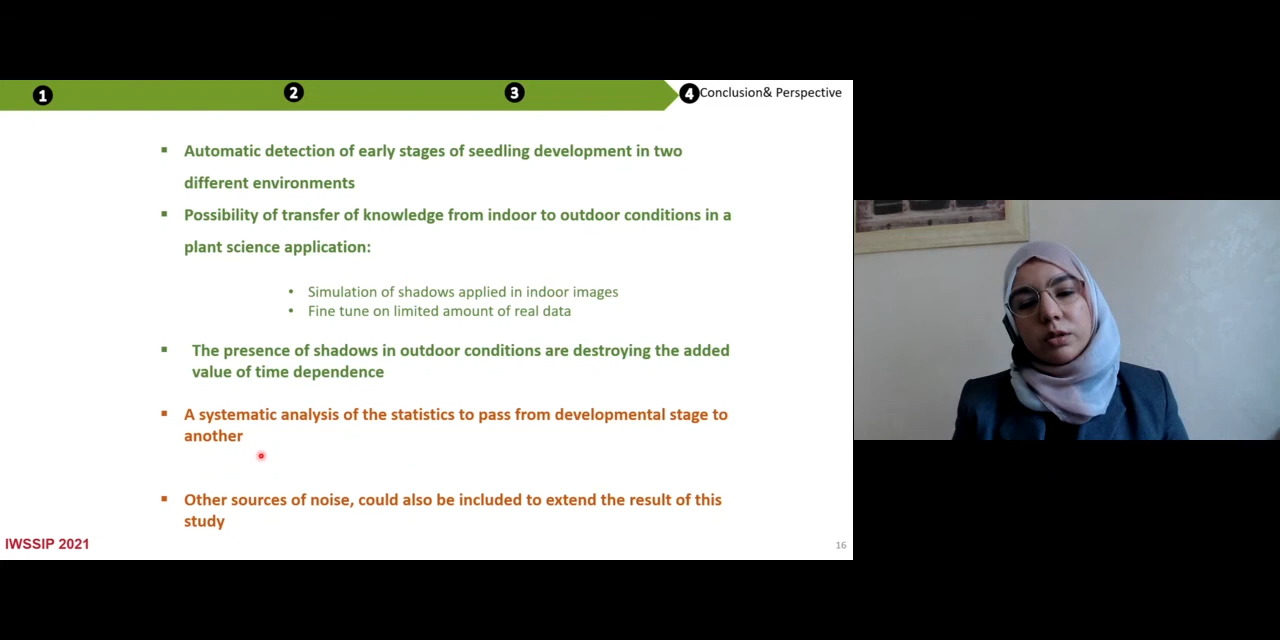 1
2
3
4 Conclusion& Perspective
▪ Automatic detection of early stages of seedling development in two
different environments
▪ Possibility of transfer of knowledge from indoor to outdoor conditions in a
plant science application:
• Simulation of shadows applied in indoor images
• Fine tune on limited amount of real data
▪ The presence of shadows in outdoor conditions are destroying the added
value of time dependence
▪ A systematic analysis of the statistics to pass from developmental stage to
another
▪ Other sources of noise, could also be included to extend the result of this
study
IWSSIP 2021
16